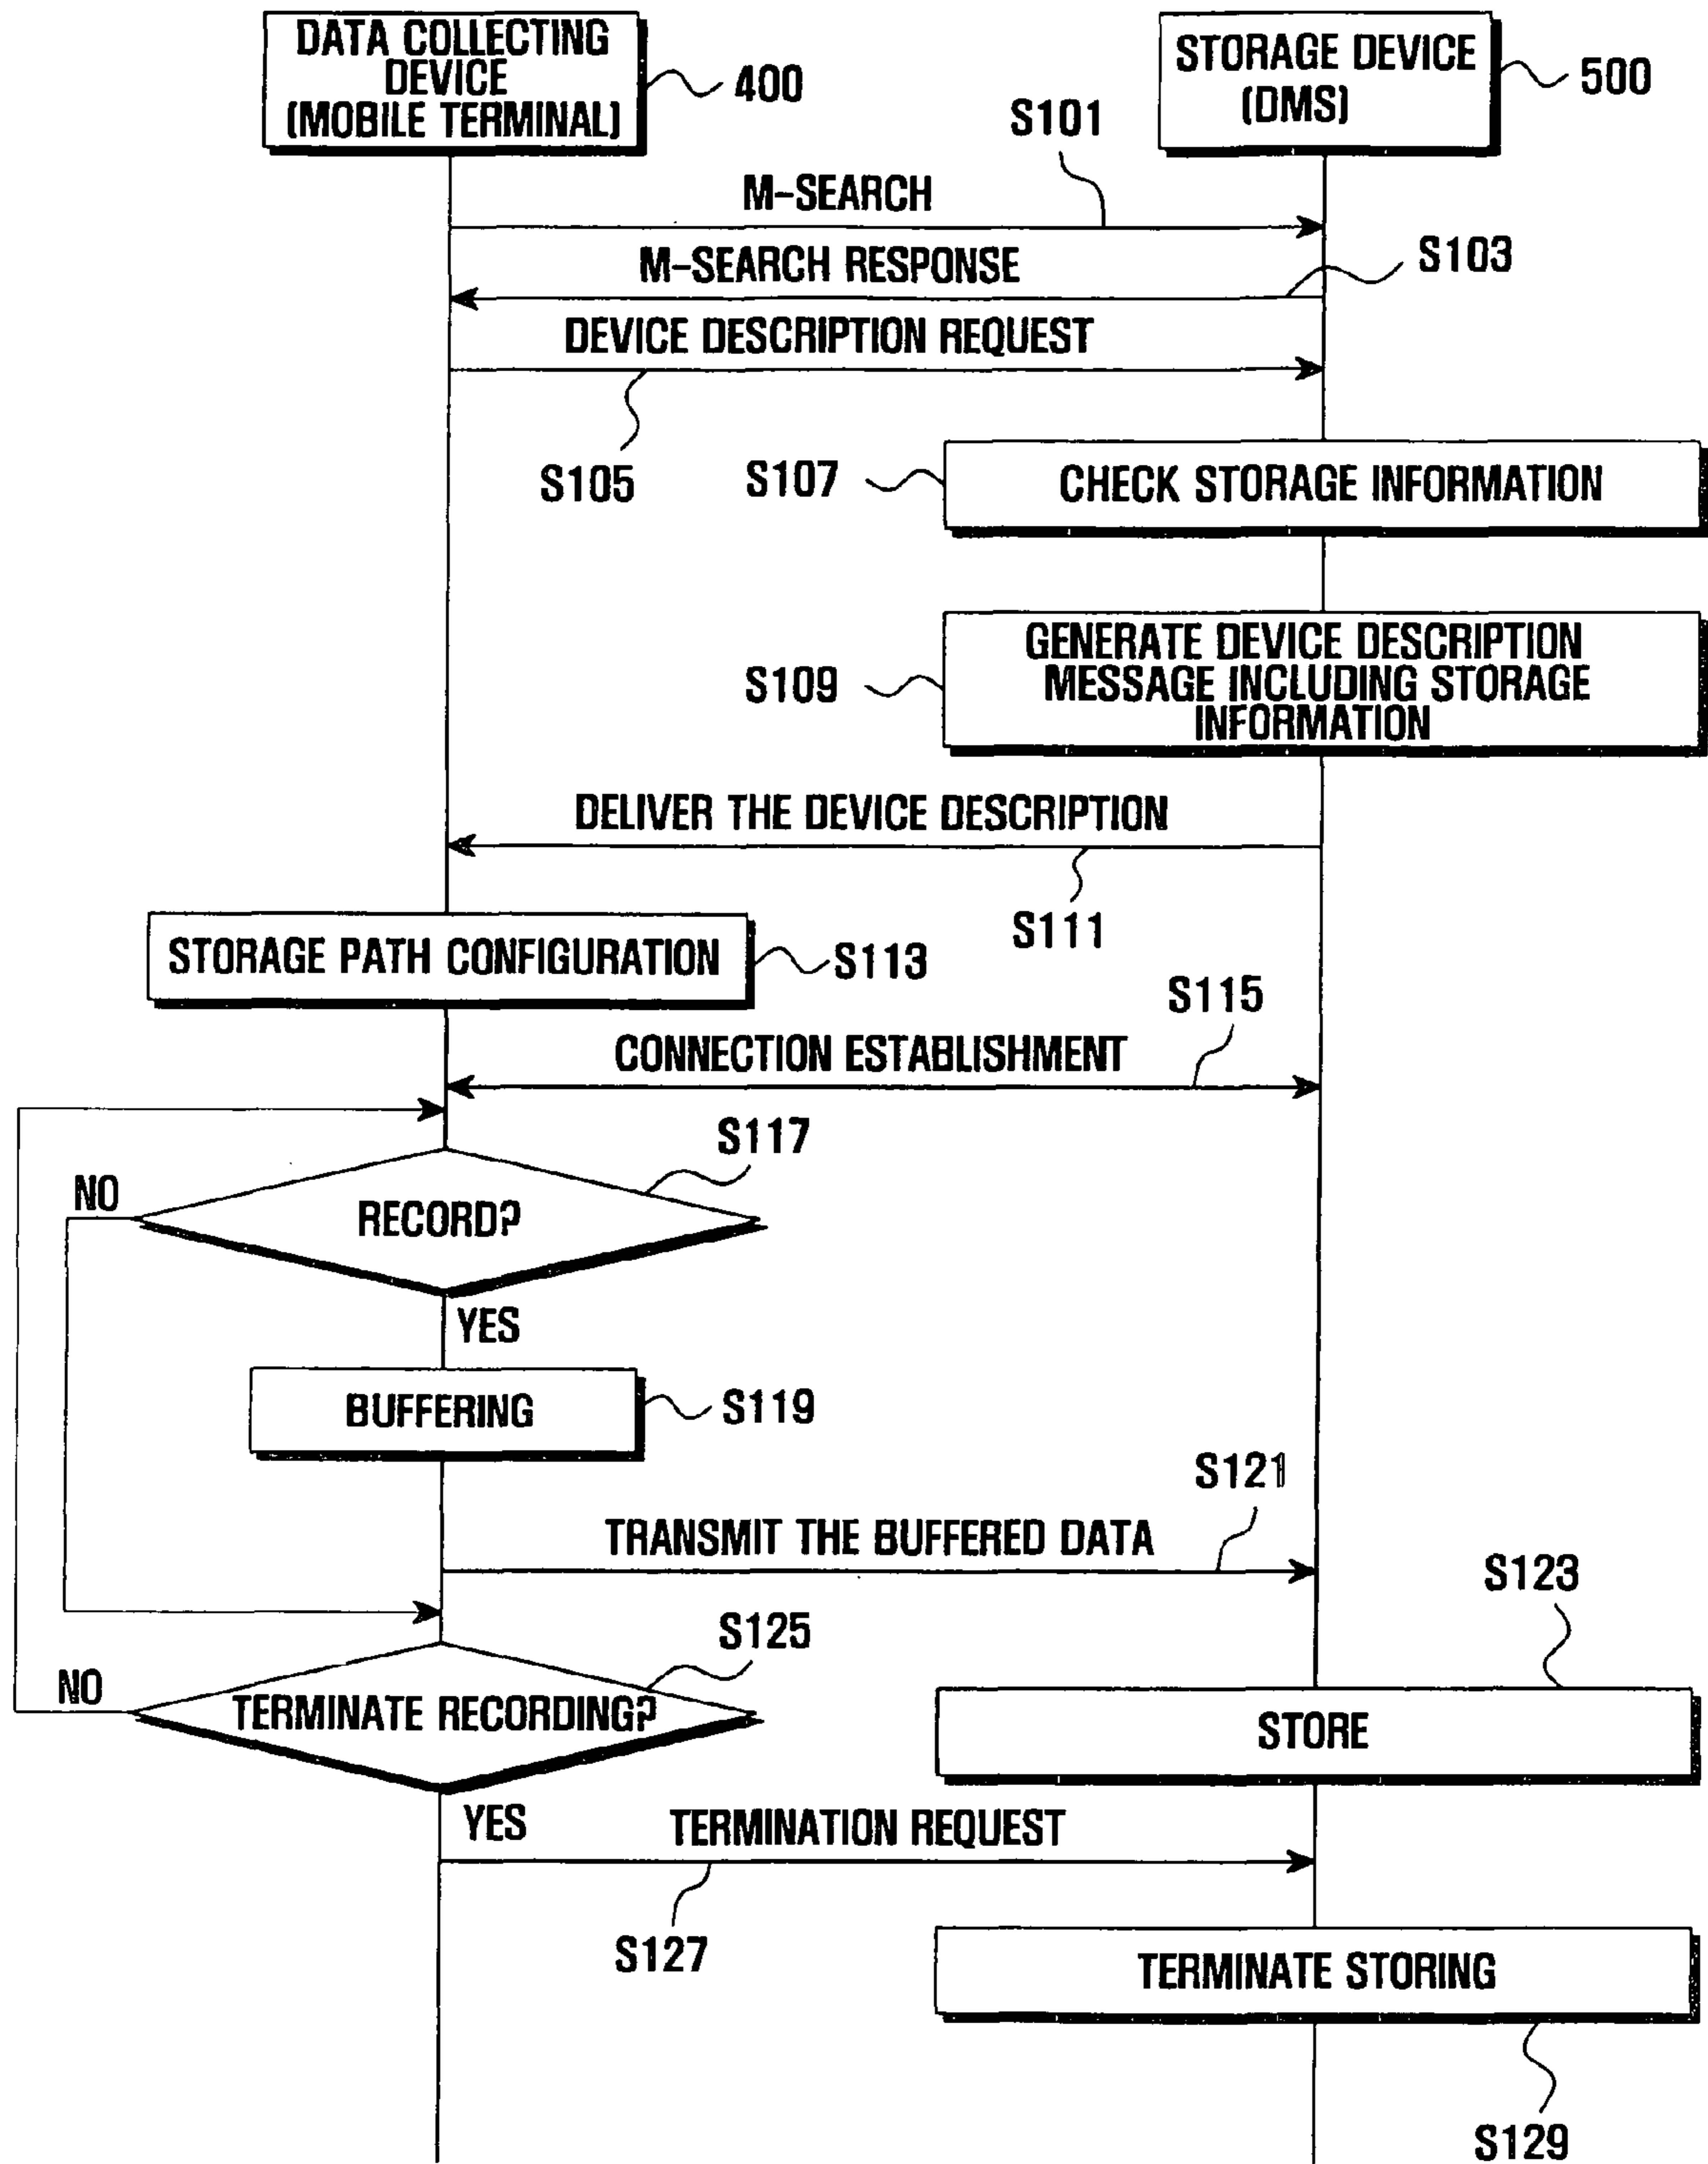 DATA COLLECTING
DEVICE
(MOBILE TERMINAL)
400
STORAGE DEVICE
(DMS)
500
S101
M-SEARCH
M-SEARCH RESPONSE
S103
DEVICE DESCRIPTION REQUEST
S105
S107
CHECK STORAGE INFORMATION
S109
GENERATE DEVICE DESCRIPTION
MESSAGE INCLUDING STORAGE
INFORMATION
DELIVER THE DEVICE DESCRIPTION
S111
STORAGE PATH CONFIGURATION
S113
S115
CONNECTION ESTABLISHMENT
S117
NO
RECORD?
YES
BUFFERING
S119
S121
TRANSMIT THE BUFFERED DATA
S123
S125
NO
TERMINATE RECORDING?
STORE
YES
TERMINATION REQUEST
S127
TERMINATE STORING
S129